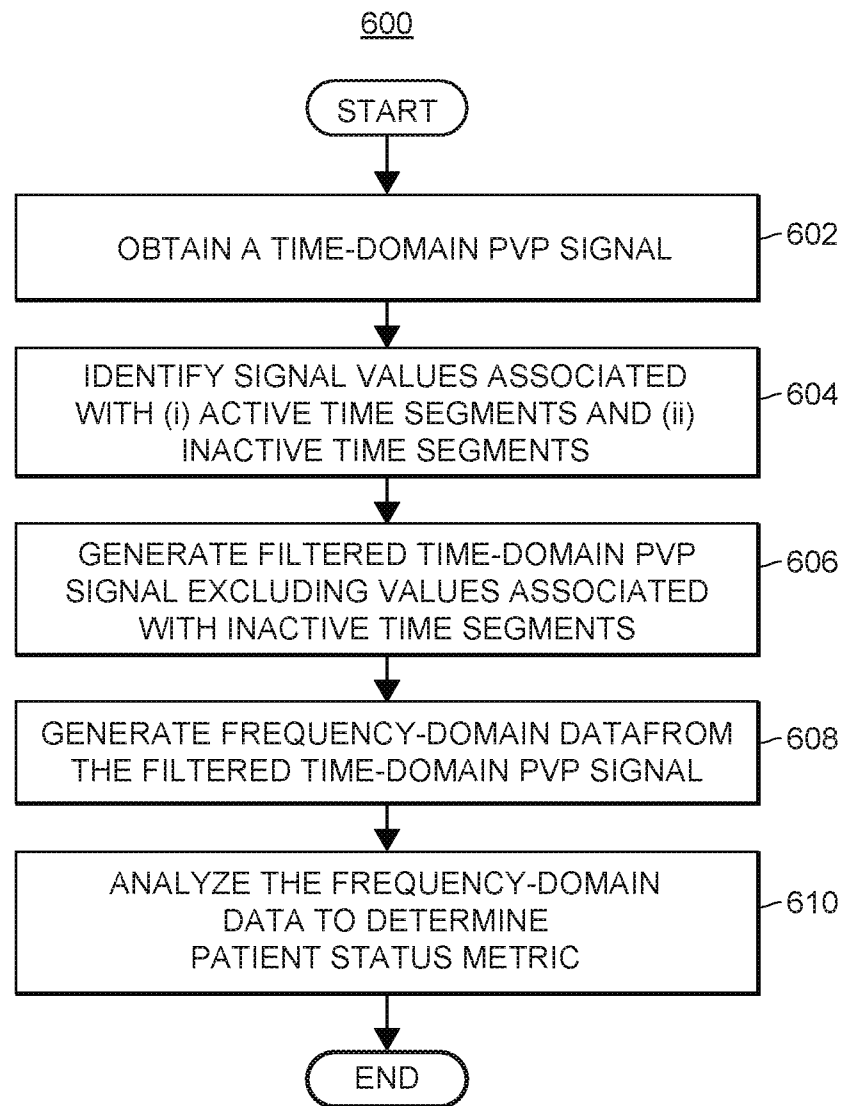 600
START
OBTAIN A TIME-DOMAIN PVP SIGNAL
602
IDENTIFY SIGNAL VALUES ASSOCIATED
WITH (i) ACTIVE TIME SEGMENTS AND (ii)
INACTIVE TIME SEGMENTS
604
GENERATE FILTERED TIME-DOMAIN PVP
SIGNAL EXCLUDING VALUES ASSOCIATED
WITH INACTIVE TIME SEGMENTS
606
GENERATE FREQUENCY-DOMAIN DATAFROM
THE FILTERED TIME-DOMAIN PVP SIGNAL
608
ANALYZE THE FREQUENCY-DOMAIN
DATA TO DETERMINE
PATIENT STATUS METRIC
610
END